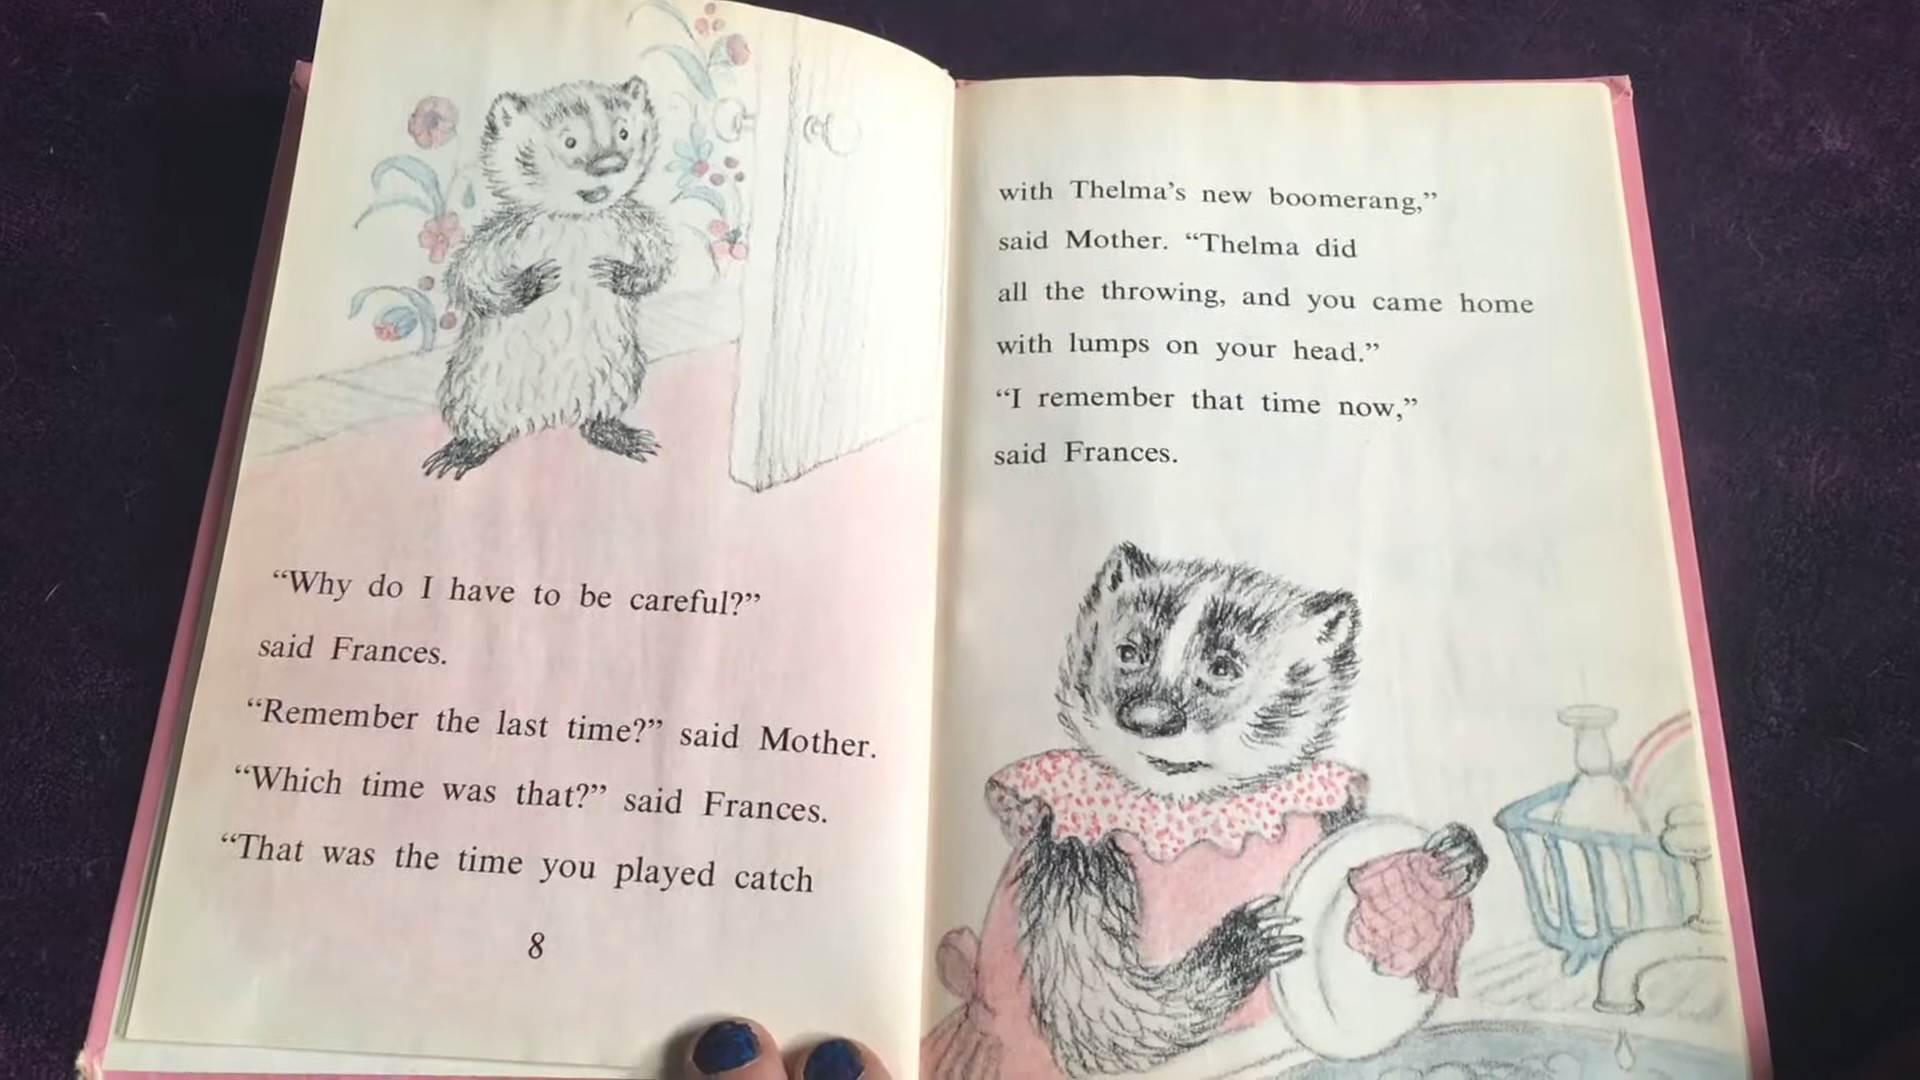 “Why do I have to be careful?”
said Frances.
“Remember the last time?” said Mother.
“Which time was that?” said Frances.
“That was the time you played catch
8
with Thelma’s new boomerang,”
said Mother. “Thelma did
all the throwing, and you came home
with lumps on your head.”
“I remember that time now,”
said Frances.